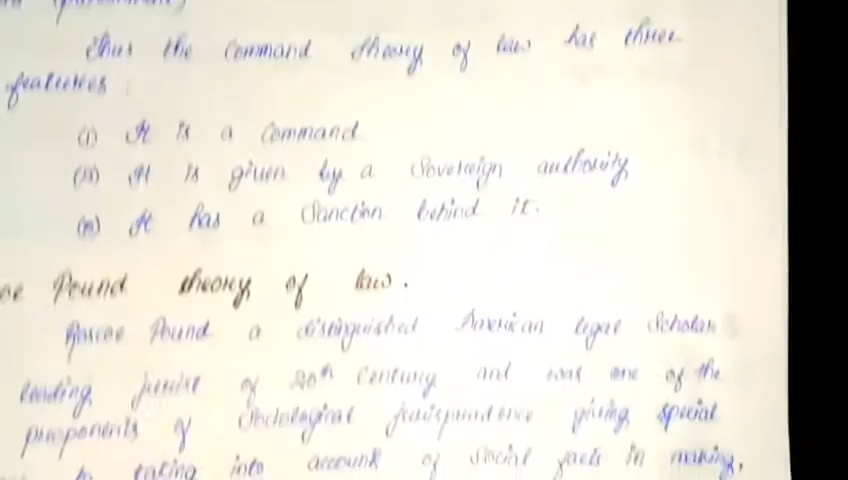 Thus the Command theory of law has three
features :
(i) It is a Command
(ii) It is given by a Sovereign authority
(iii) It has a Sanction behind it.
Pound theory of law.
Roscoe Pound a distinguished American legal Scholar
leading jurist of 20th Century and was one of the
proponents of Sociological jurisprudence giving special
to taking into account of Social facts in making,